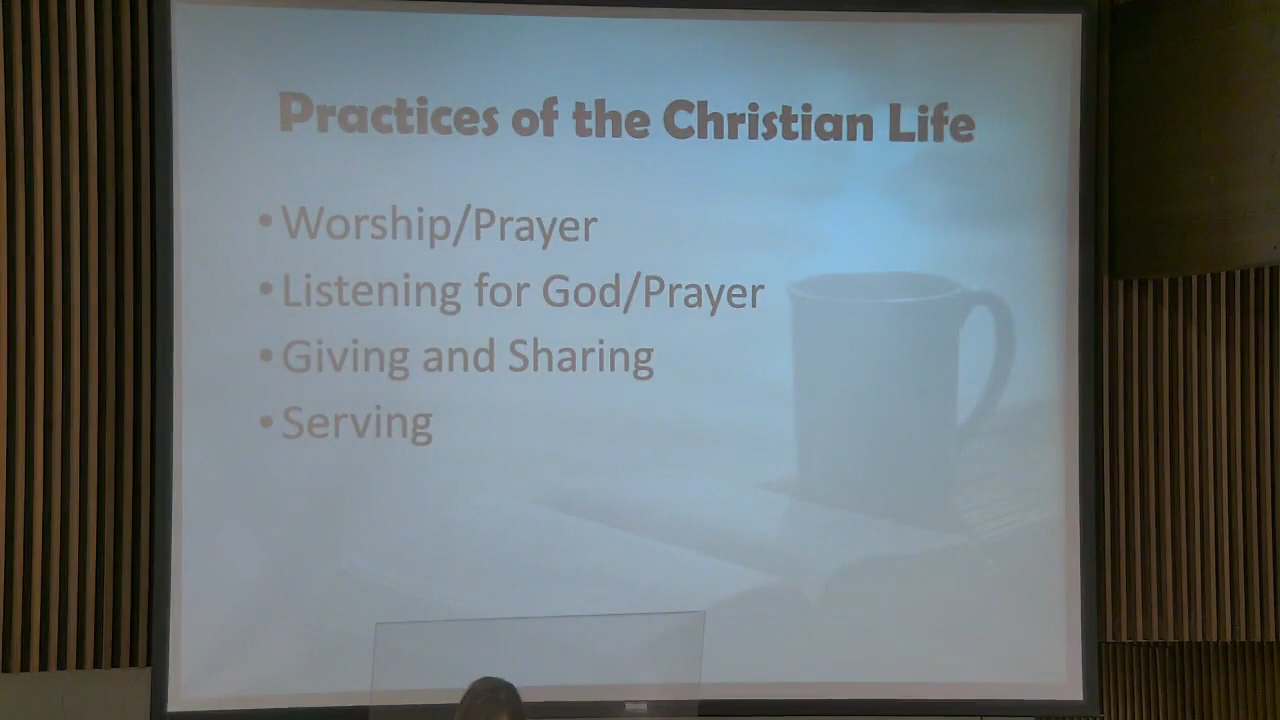 Practices of the Christian Life
• Worship/Prayer
• Listening for God/Prayer
• Giving and Sharing
• Serving